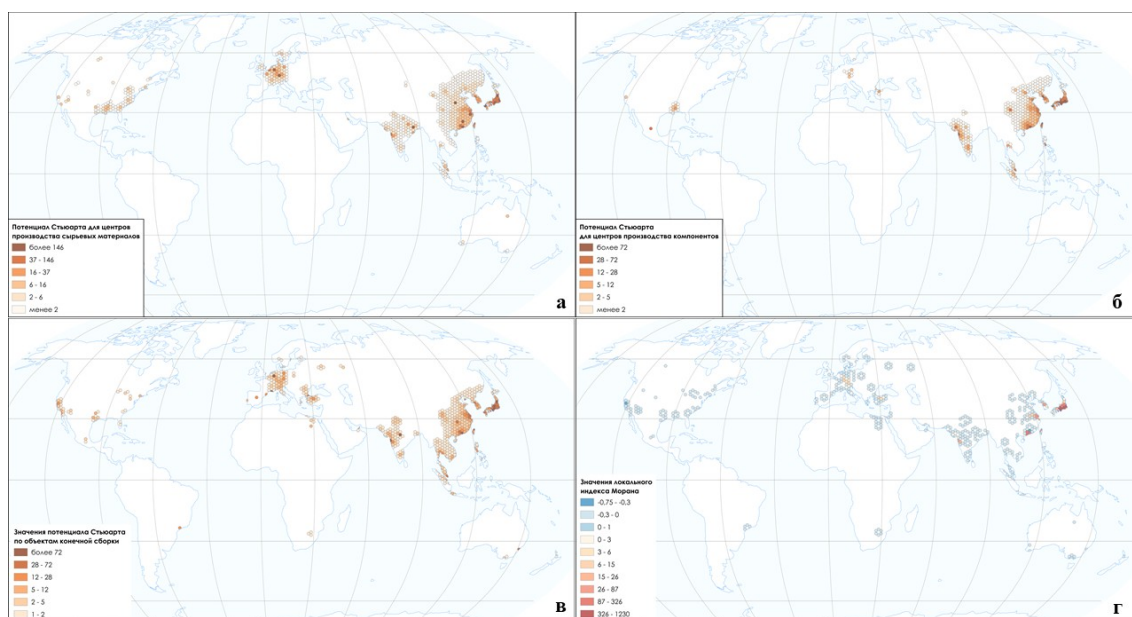 Потенциал Стьюарта для центров
производства сырьевых материалов
более 146
37 - 146
16 - 37
6 - 16
2 - 6
менее 2
а
Потенциал Стьюарта
для центров производства компонентов
более 72
28 - 72
12 - 28
5 - 12
2 - 5
менее 2
б
Значения потенциала Стьюарта
по объектам конечной сборки
более 72
28 - 72
12 - 28
5 - 12
2 - 5
1 - 2
в
Значения локального
индекса Морана
-0,75 - -0,3
-0,3 - 0
0 - 1
0 - 3
3 - 6
6 - 15
15 - 26
26 - 87
87 - 326
326 - 1230
г